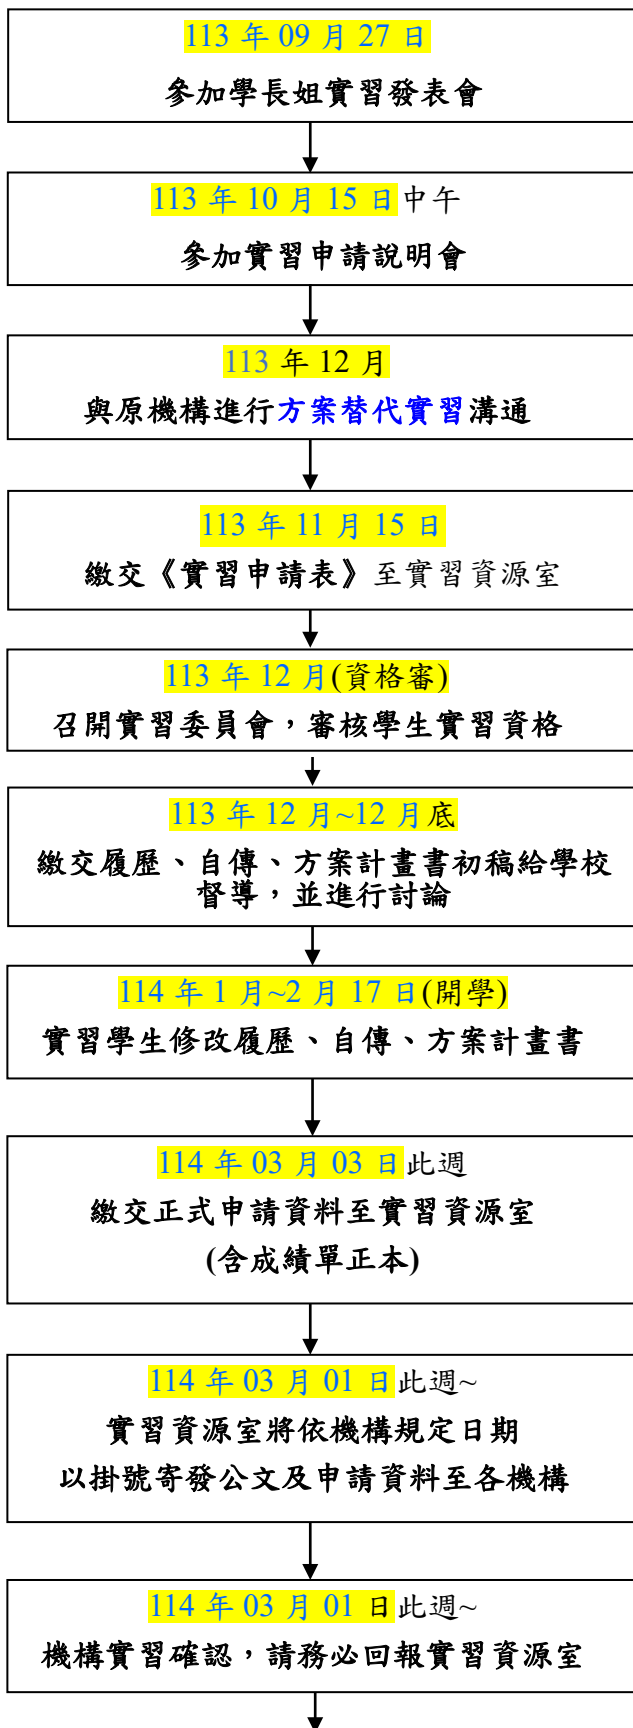 113 年 09 月 27 日
參加學長姐實習發表會
113 年 10 月 15 日中午
參加實習申請說明會
113 年 12 月
與原機構進行方案替代實習溝通
113 年 11 月 15 日
繳交《實習申請表》至實習資源室
113 年 12 月(資格審)
召開實習委員會，審核學生實習資格
113 年 12 月~12 月底
繳交履歷、自傳、方案計畫書初稿給學校
督導，並進行討論
114 年 1 月~2 月 17 日(開學)
實習學生修改履歷、自傳、方案計畫書
114 年 03 月 03 日此週
繳交正式申請資料至實習資源室
(含成績單正本)
114 年 03 月 01 日此週~
實習資源室將依機構規定日期
以掛號寄發公文及申請資料至各機構
114 年 03 月 01 日此週~
機構實習確認，請務必回報實習資源室